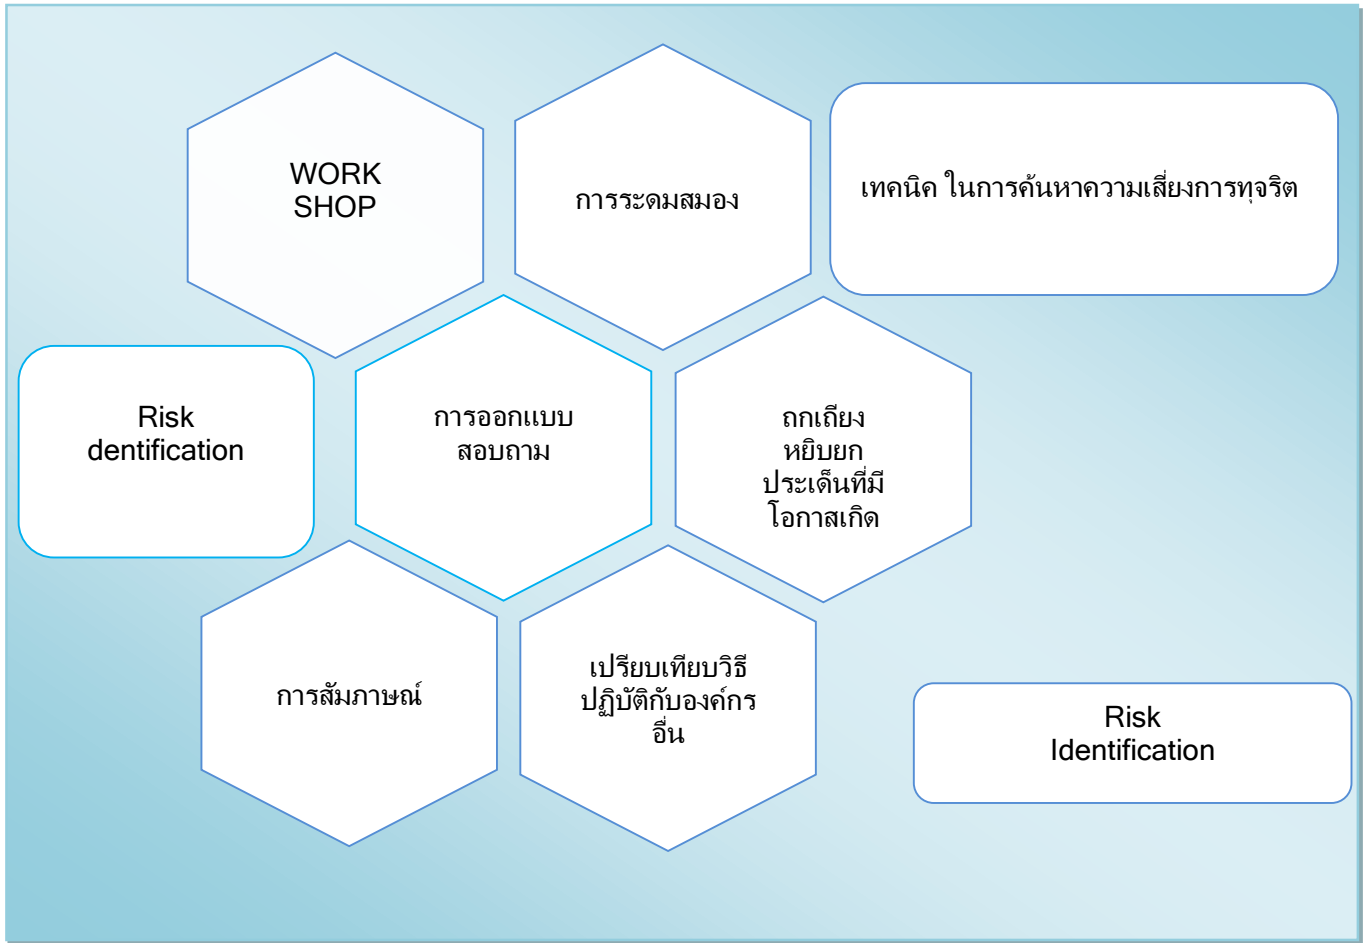 WORK
SHOP
การระดมสมอง
เทคนิค ในการค้นหาความเสี่ยงการทุจริต
Risk
dentification
การออกแบบ
สอบถาม
ถกเถียง
หยิบยก
ประเด็นที่มี
โอกาสเกิด
การสัมภาษณ์
เปรียบเทียบวิธี
ปฏิบัติกับองค์กร
อื่น
Risk
Identification